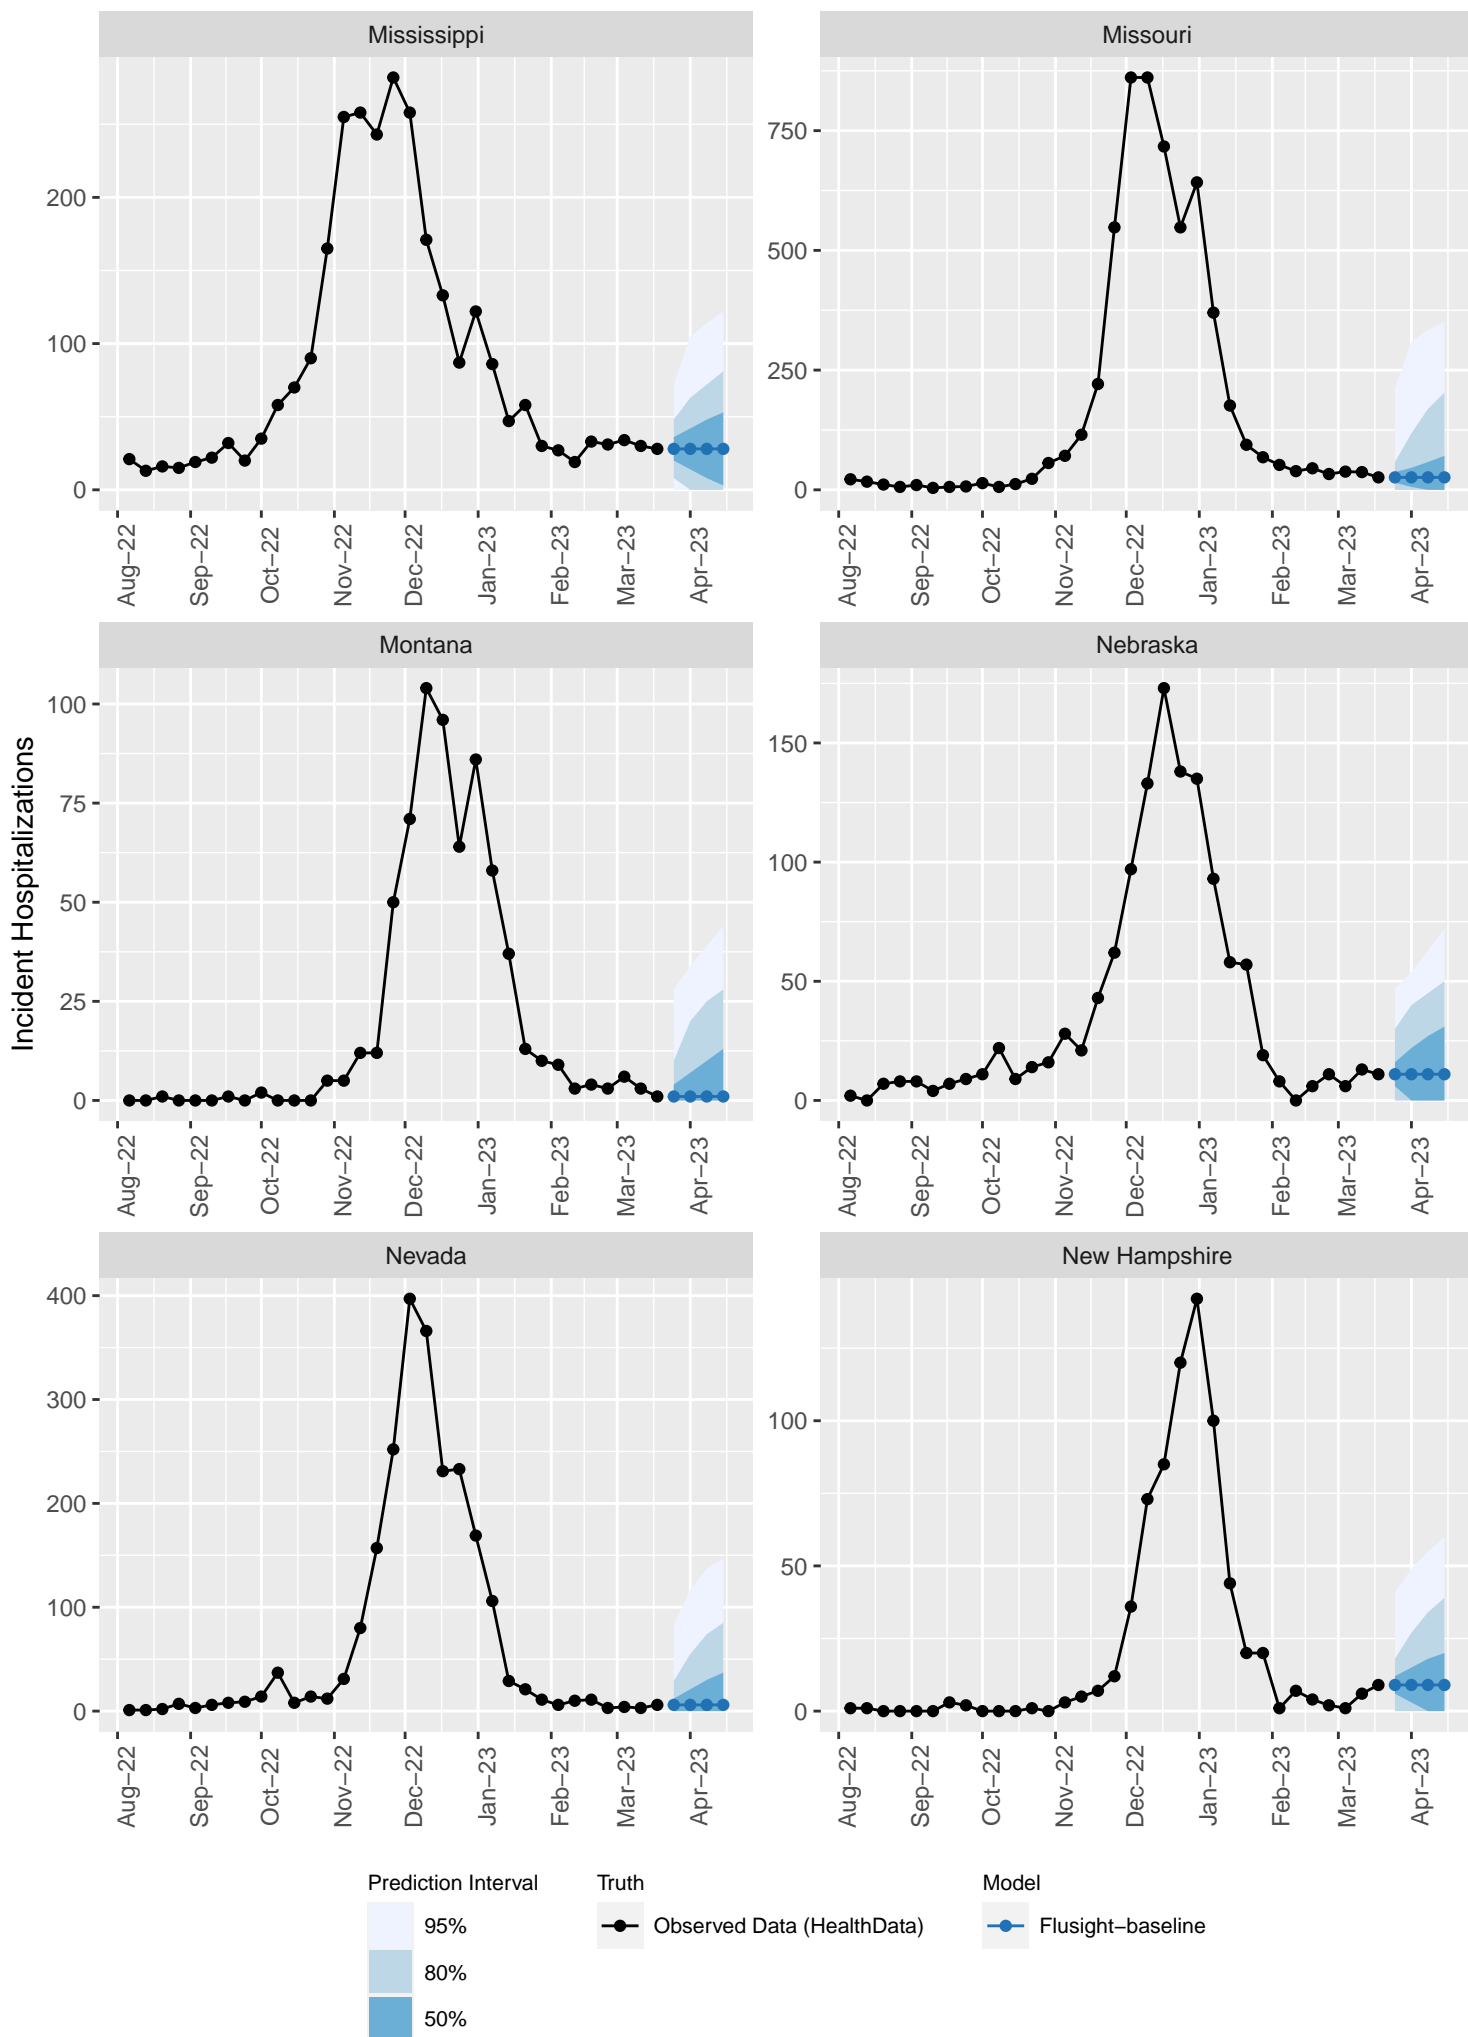 Mississippi
Missouri
200
100
0
750
500
250
0
Aug−22
Sep−22
Oct−22
Nov−22
Dec−22
Jan−23
Feb−23
Mar−23
Apr−23
Aug−22
Sep−22
Oct−22
Nov−22
Dec−22
Jan−23
Feb−23
Mar−23
Apr−23
Montana
Nebraska
Incident Hospitalizations
100
75
50
25
0
150
100
50
0
Aug−22
Sep−22
Oct−22
Nov−22
Dec−22
Jan−23
Feb−23
Mar−23
Apr−23
Aug−22
Sep−22
Oct−22
Nov−22
Dec−22
Jan−23
Feb−23
Mar−23
Apr−23
Nevada
New Hampshire
400
300
200
100
0
100
50
0
Aug−22
Sep−22
Oct−22
Nov−22
Dec−22
Jan−23
Feb−23
Mar−23
Apr−23
Aug−22
Sep−22
Oct−22
Nov−22
Dec−22
Jan−23
Feb−23
Mar−23
Apr−23
Prediction Interval
95%
80%
50%
Truth
Observed Data (HealthData)
Model
Flusight−baseline